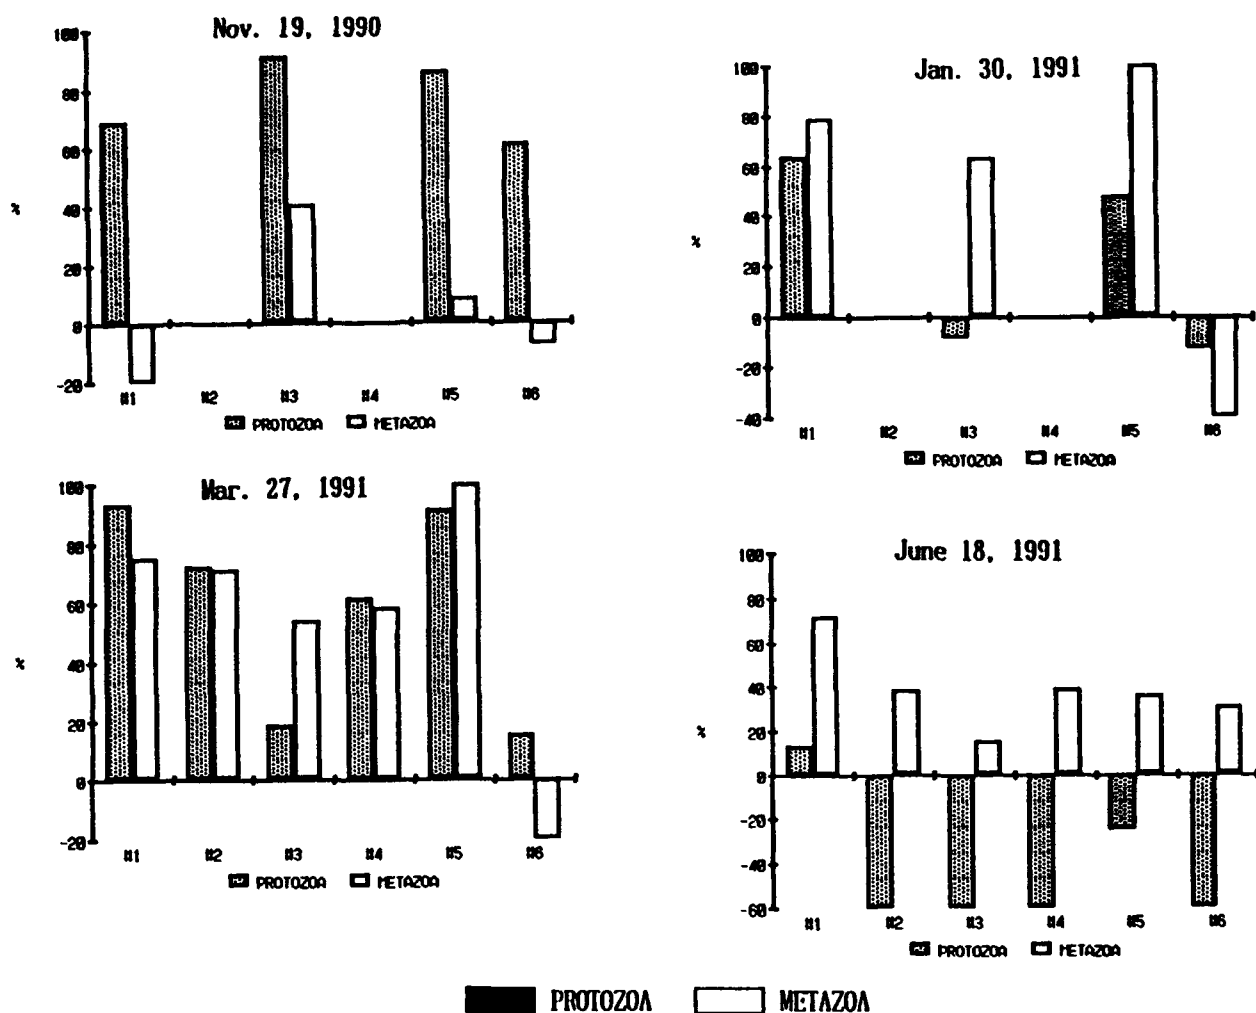 Nov. 19, 1990
100
80
60
40
20
0
-20
%
#1 #2 #3 #4 #5 #6
PROTOZOA METAZOA
Jan. 30, 1991
100
80
60
40
20
0
-20
-40
%
#1 #2 #3 #4 #5 #6
PROTOZOA METAZOA
Mar. 27, 1991
100
80
60
40
20
0
-20
%
#1 #2 #3 #4 #5 #6
PROTOZOA METAZOA
June 18, 1991
100
80
60
40
20
0
-20
-40
-60
%
#1 #2 #3 #4 #5 #6
PROTOZOA METAZOA
PROTOZOA METAZOA